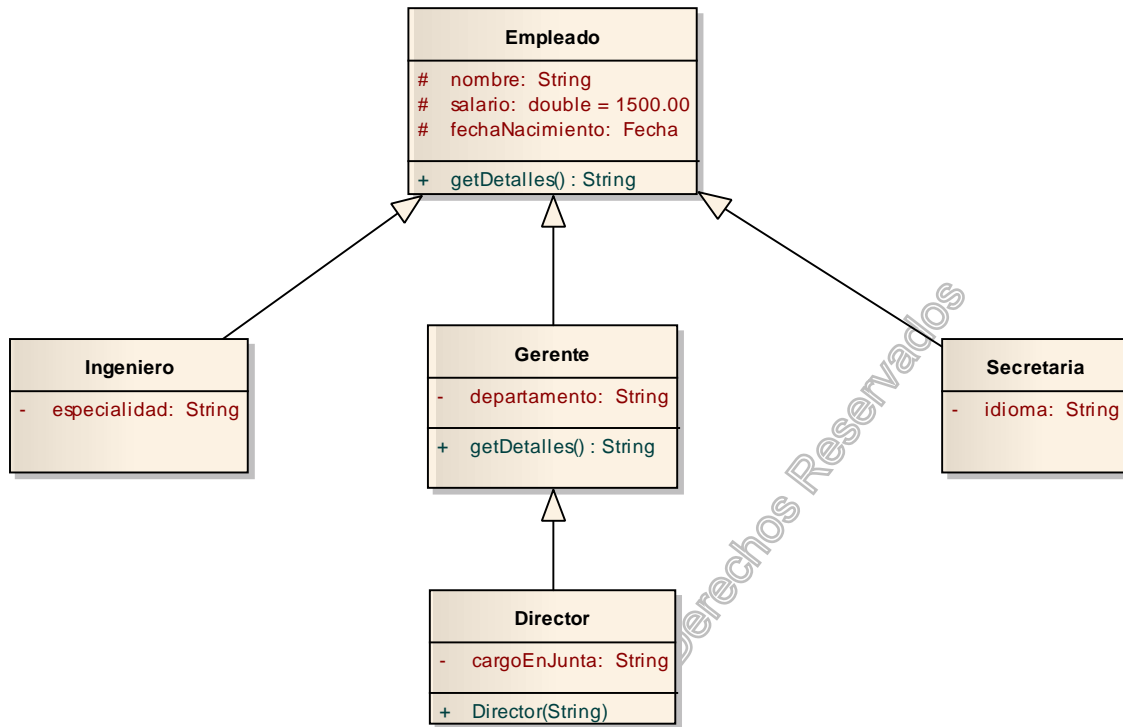 Empleado
# nombre: String
# salario: double = 1500.00
# fechaNacimiento: Fecha
+ getDetalles() : String
Ingeniero
- especialidad: String
Gerente
- departamento: String
+ getDetalles() : String
Secretaria
- idioma: String
Director
- cargoEnJunta: String
+ Director(String)
Derechos Reservados